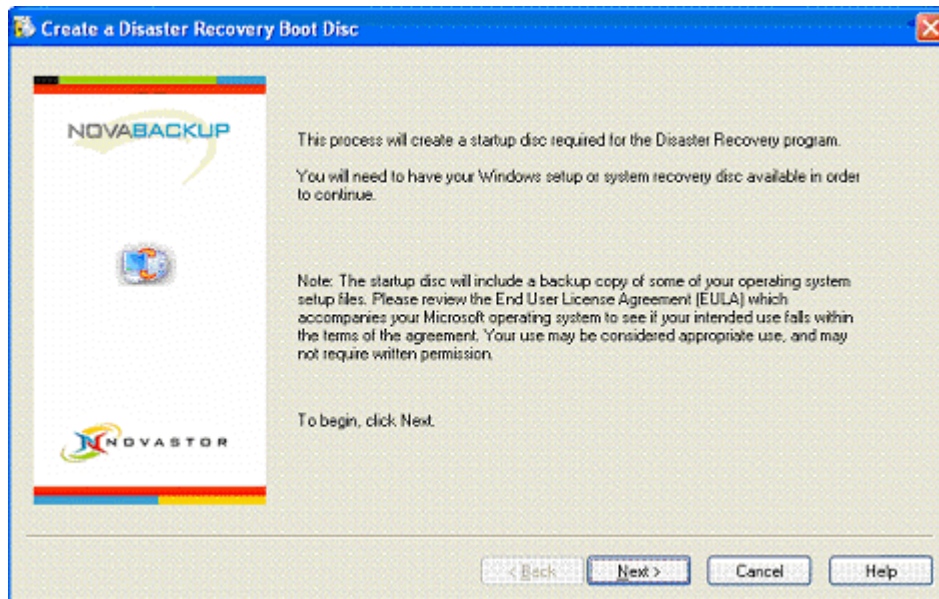 Create a Disaster Recovery Boot Disc
NOVABACKUP
This process will create a startup disc required for the Disaster Recovery program.
You will need to have your Windows setup or system recovery disc available in order
to continue.
Note: The startup disc will include a backup copy of some of your operating system
setup files. Please review the End User License Agreement (EULA) which
accompanies your Microsoft operating system to see if your intended use falls within
the terms of the agreement. Your use may be considered appropriate use, and may
not require written permission.
To begin, click Next.
NOVASTOR
< Back
Next >
Cancel
Help